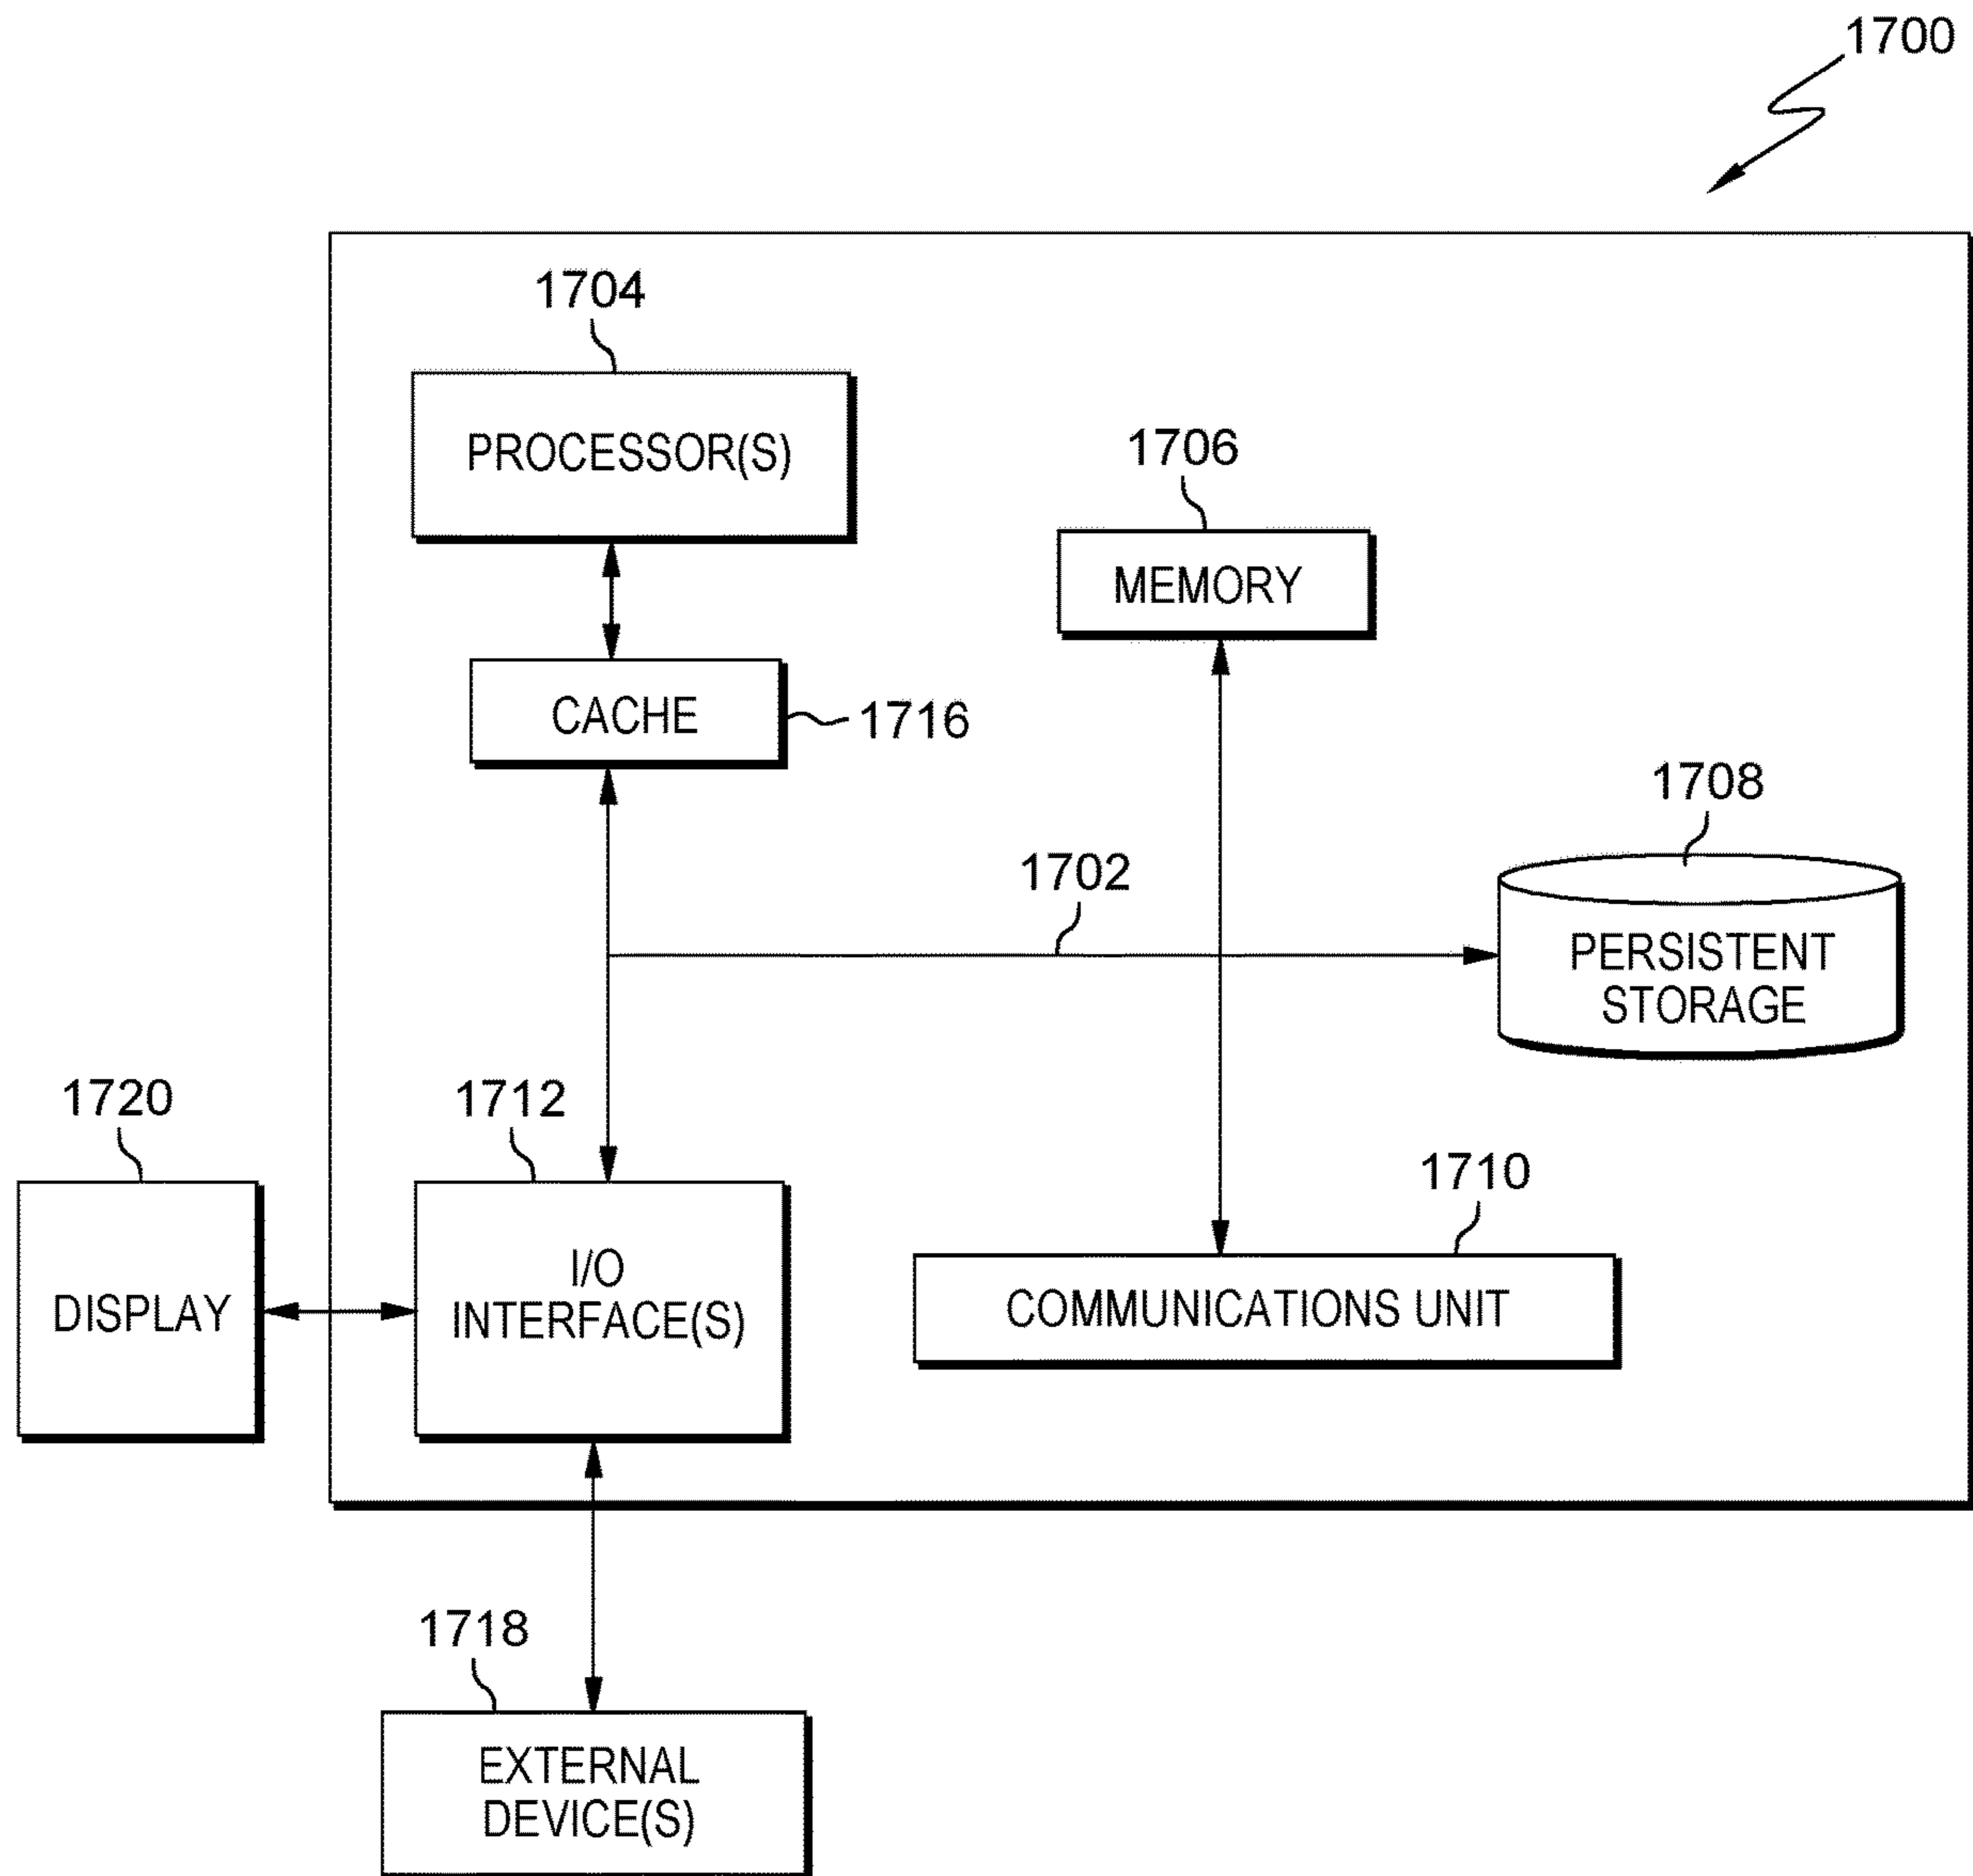 1700
1704
PROCESSOR(S)
1706
MEMORY
CACHE
1716
1708
1702
PERSISTENT
STORAGE
1720
1712
1710
DISPLAY
I/O
INTERFACE(S)
COMMUNICATIONS UNIT
1718
EXTERNAL
DEVICE(S)